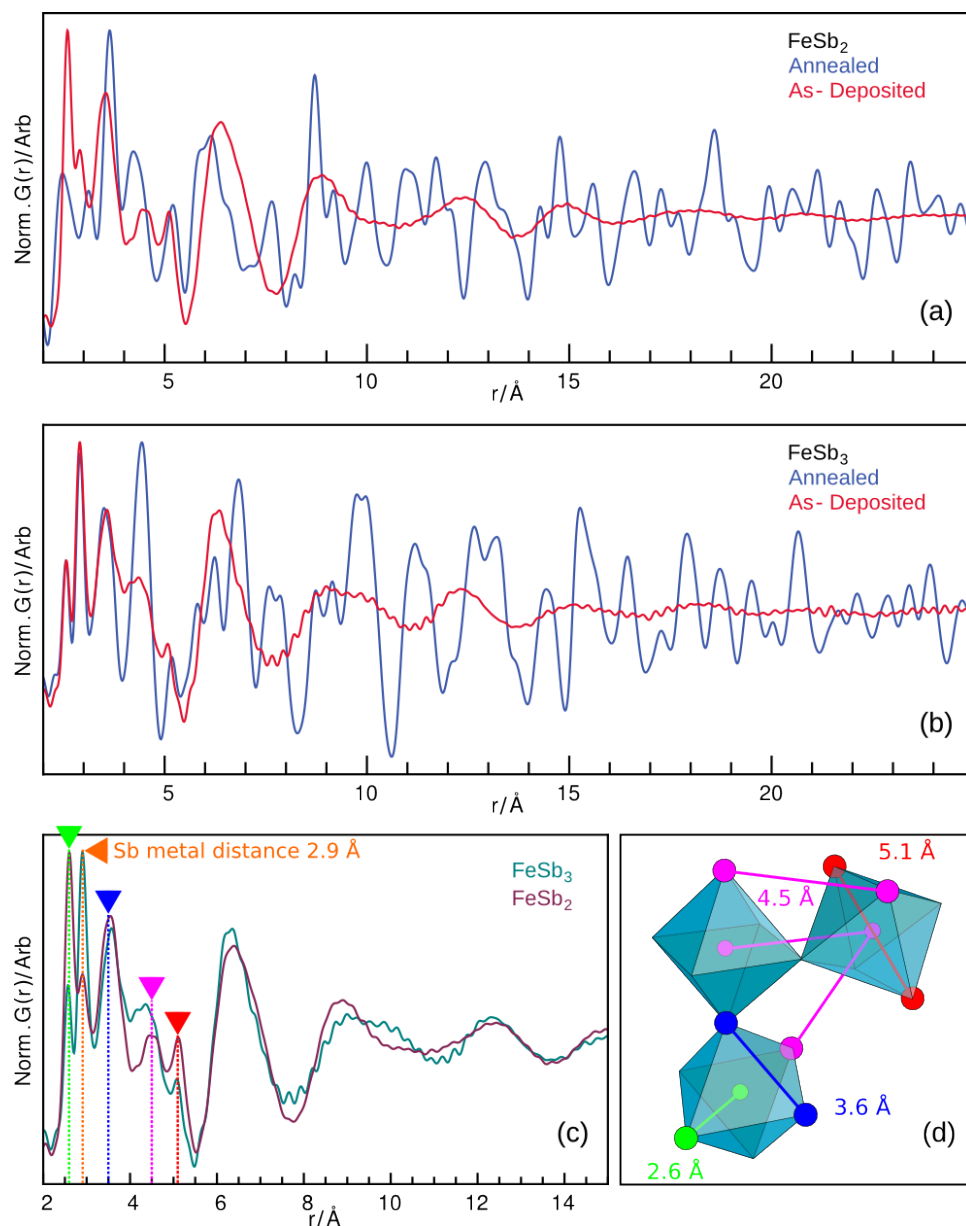 Norm.G(r)/Arb
FeSb2
Annealed
As- Deposited
(a)
5 10 15 20
r/Å
Norm.G(r)/Arb
FeSb3
Annealed
As- Deposited
(b)
5 10 15 20
r/Å
Norm.G(r)/Arb
Sb metal distance 2.9 Å
FeSb3
FeSb2
(c)
2 4 6 8 10 12 14
r/Å
5.1 Å
4.5 Å
3.6 Å
(d)
2.6 Å